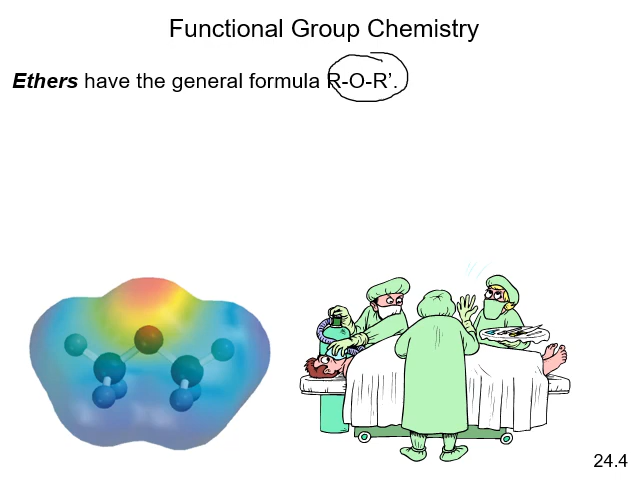 Functional Group Chemistry
Ethers have the general formula R-O-R’.
24.4